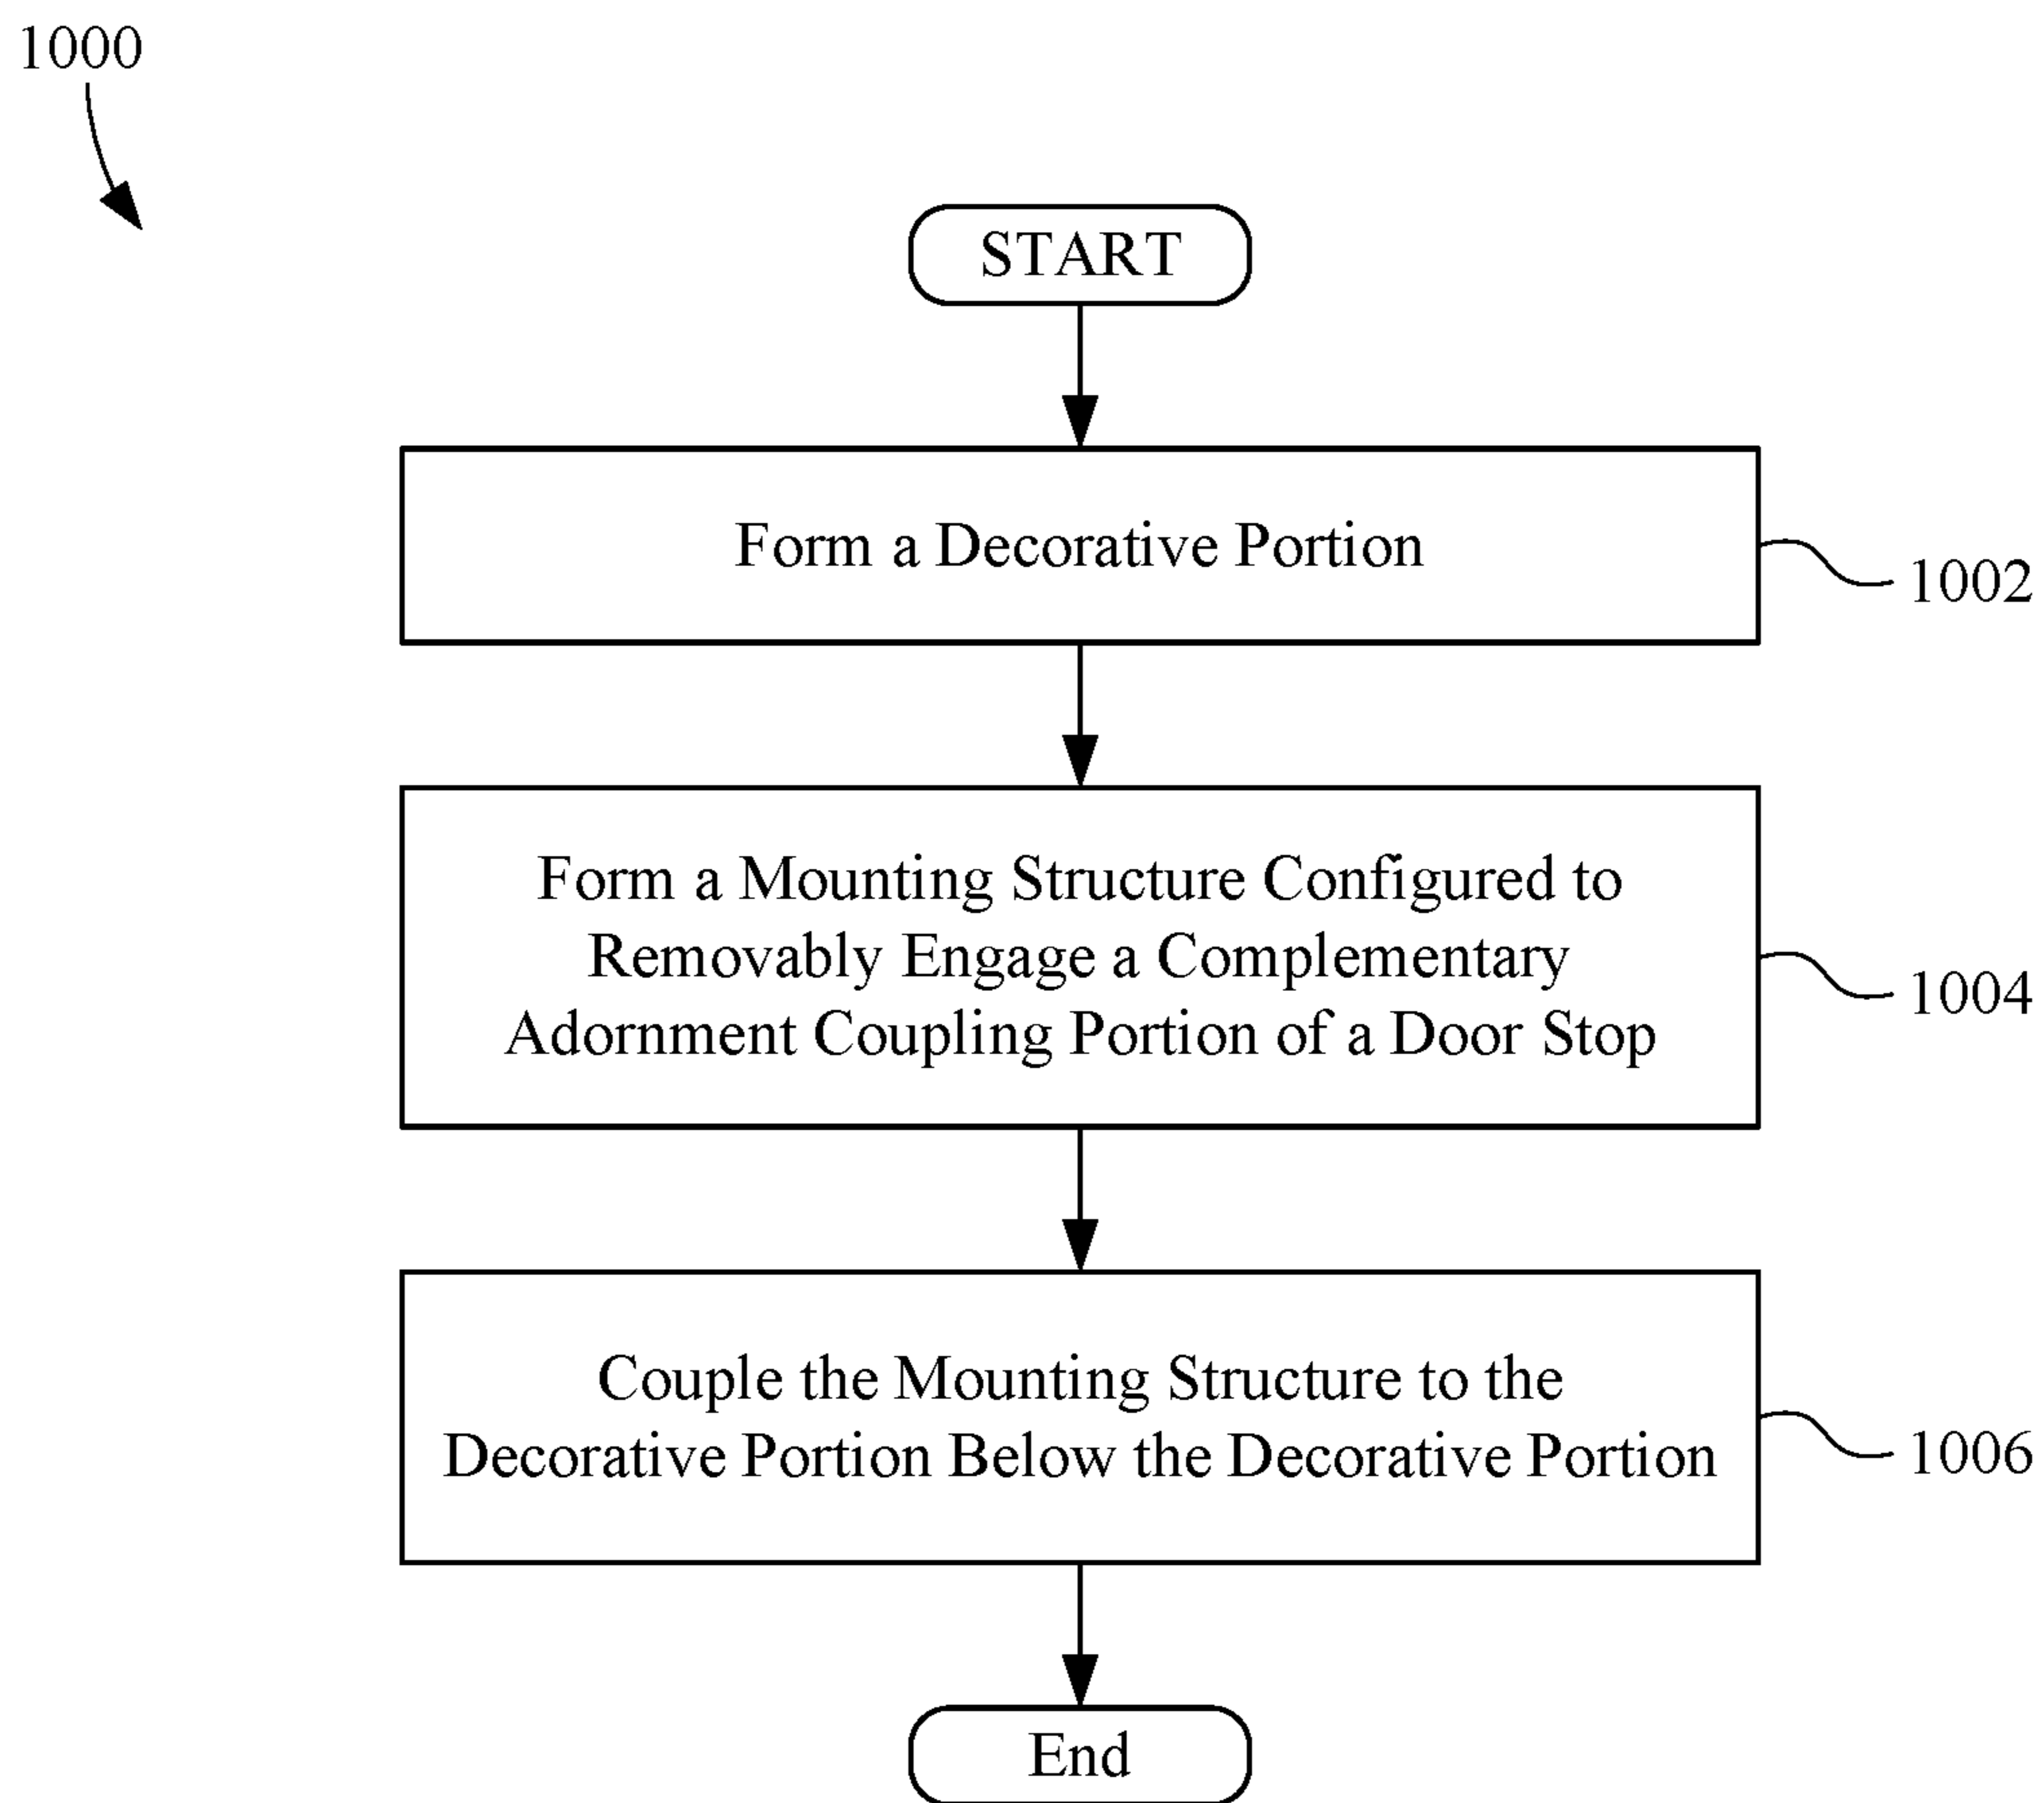 1000
START
Form a Decorative Portion
1002
Form a Mounting Structure Configured to
Removably Engage a Complementary
Adornment Coupling Portion of a Door Stop
1004
Couple the Mounting Structure to the
Decorative Portion Below the Decorative Portion
1006
End